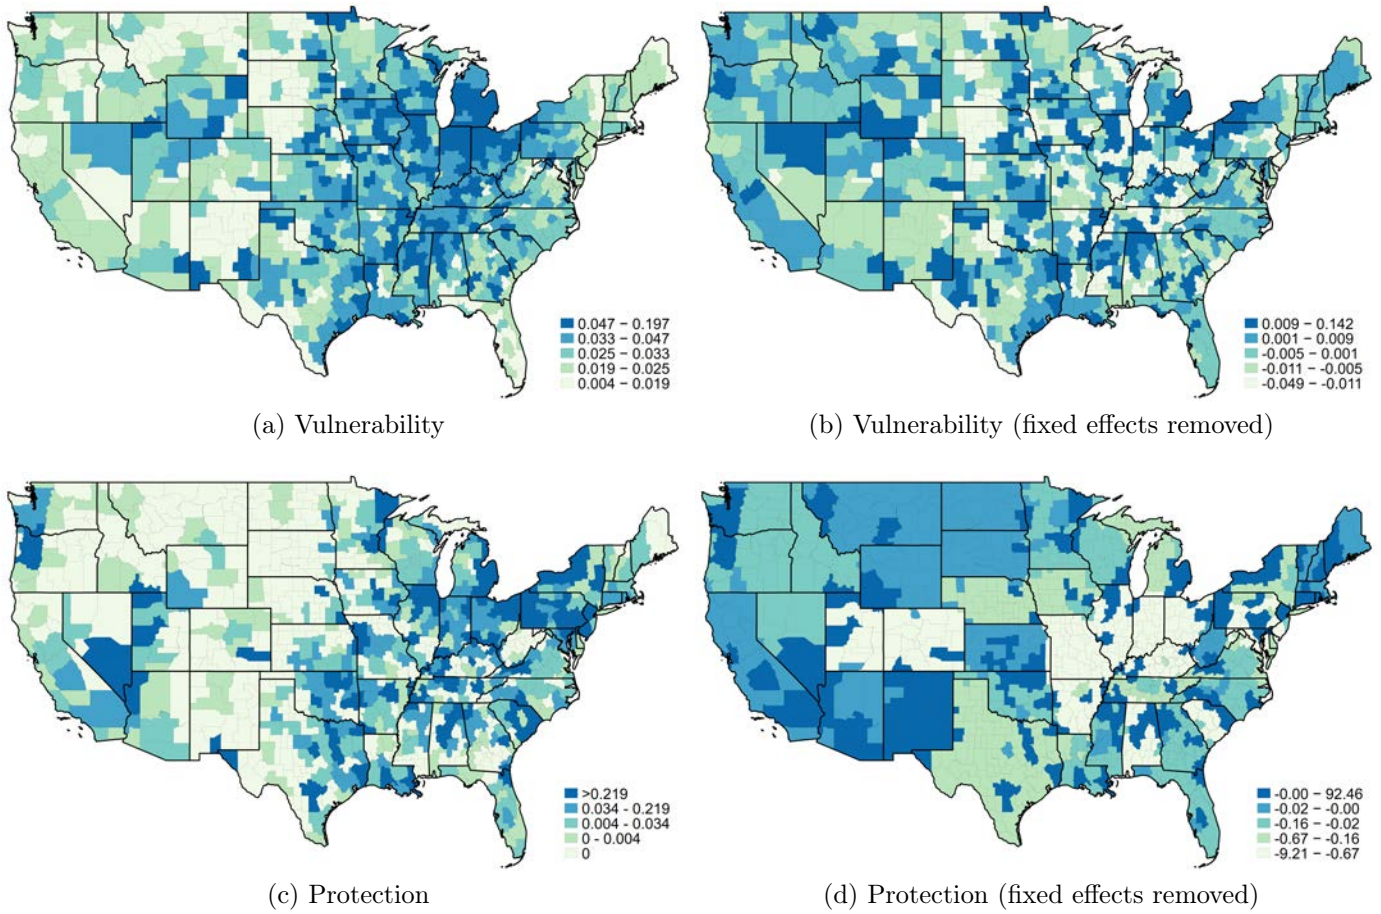 0.047 – 0.197
0.033 – 0.047
0.025 – 0.033
0.019 – 0.025
0.004 – 0.019
(a) Vulnerability
0.009 – 0.142
0.001 – 0.009
-0.005 – 0.001
-0.011 – -0.005
-0.049 – -0.011
(b) Vulnerability (fixed effects removed)
>0.219
0.034 - 0.219
0.004 - 0.034
0 - 0.004
0
(c) Protection
-0.00 – 92.46
-0.02 – -0.00
-0.16 – -0.02
-0.67 – -0.16
-9.21 – -0.67
(d) Protection (fixed effects removed)